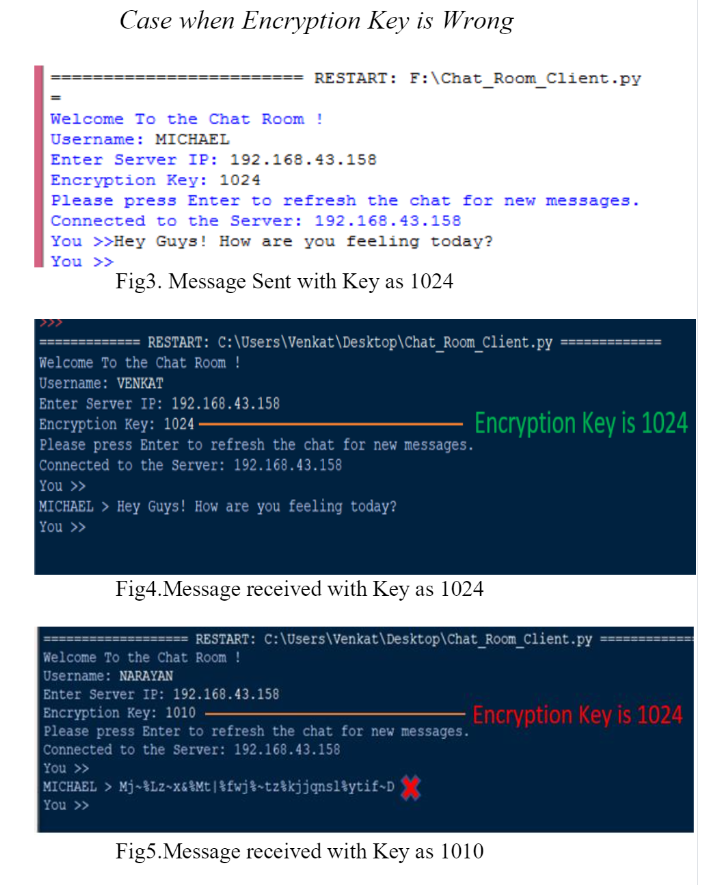 Case when Encryption Key is Wrong
======================== RESTART: F:\Chat_Room_Client.py
=
Welcome To the Chat Room !
Username: MICHAEL
Enter Server IP: 192.168.43.158
Encryption Key: 1024
Please press Enter to refresh the chat for new messages.
Connected to the Server: 192.168.43.158
You >>Hey Guys! How are you feeling today?
You >>
Fig3. Message Sent with Key as 1024
>>>
============= RESTART: C:\Users\Venkat\Desktop\Chat_Room_Client.py =============
Welcome To the Chat Room !
Username: VENKAT
Enter Server IP: 192.168.43.158
Encryption Key: 1024 Encryption Key is 1024
Please press Enter to refresh the chat for new messages.
Connected to the Server: 192.168.43.158
You >>
MICHAEL > Hey Guys! How are you feeling today?
You >>
Fig4.Message received with Key as 1024
=================== RESTART: C:\Users\Venkat\Desktop\Chat_Room_Client.py =============
Welcome To the Chat Room !
Username: NARAYAN
Enter Server IP: 192.168.43.158
Encryption Key: 1010 Encryption Key is 1024
Please press Enter to refresh the chat for new messages.
Connected to the Server: 192.168.43.158
You >>
MICHAEL > Mj~%Lz~x&%Mt|%fwj%~tz%kjjqnsl%ytif~D
You >>
Fig5.Message received with Key as 1010